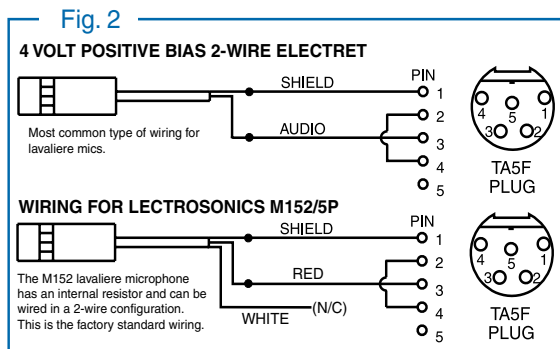 Fig. 2
4 VOLT POSITIVE BIAS 2-WIRE ELECTRET
SHIELD
PIN
1
2
AUDIO
3
4
5
Most common type of wiring for
lavaliere mics.
4 5 1
3 2
TA5F
PLUG
WIRING FOR LECTROSONICS M152/5P
SHIELD
PIN
1
2
RED
3
(N/C)
WHITE
4
5
The M152 lavaliere microphone
has an internal resistor and can be
wired in a 2-wire configuration.
This is the factory standard wiring.
4 5 1
3 2
TA5F
PLUG